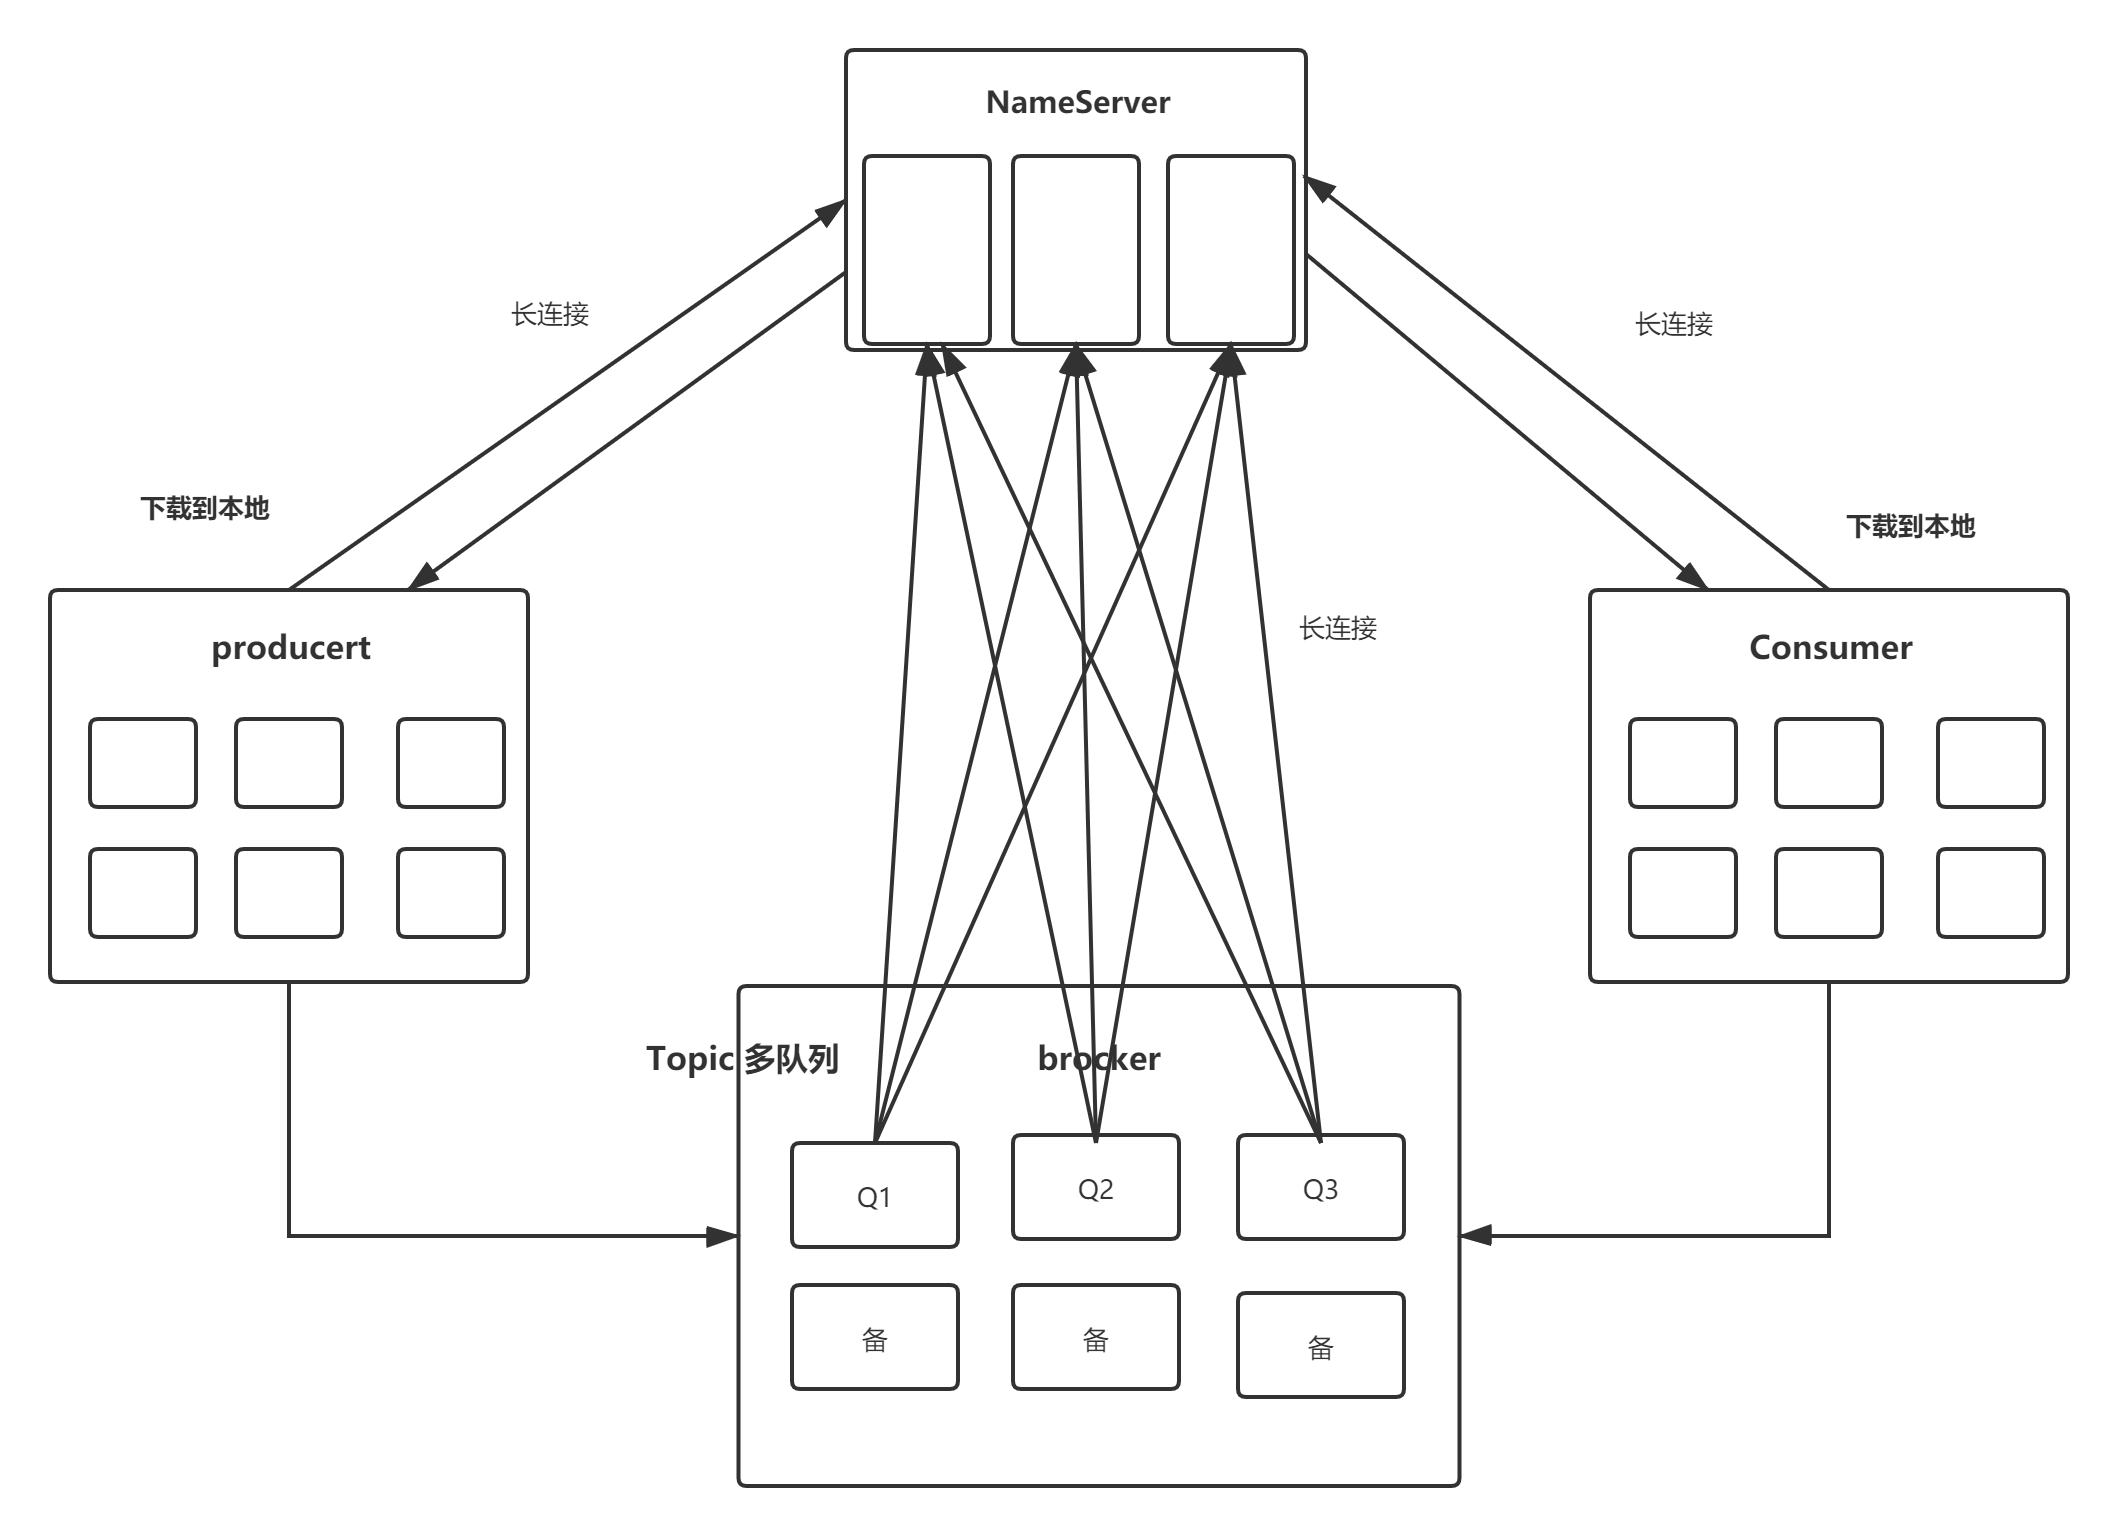 NameServer
长连接
长连接
下载到本地
下载到本地
producert
长连接
Consumer
Topic 多队列
brocker
Q1
Q2
Q3
备
备
备